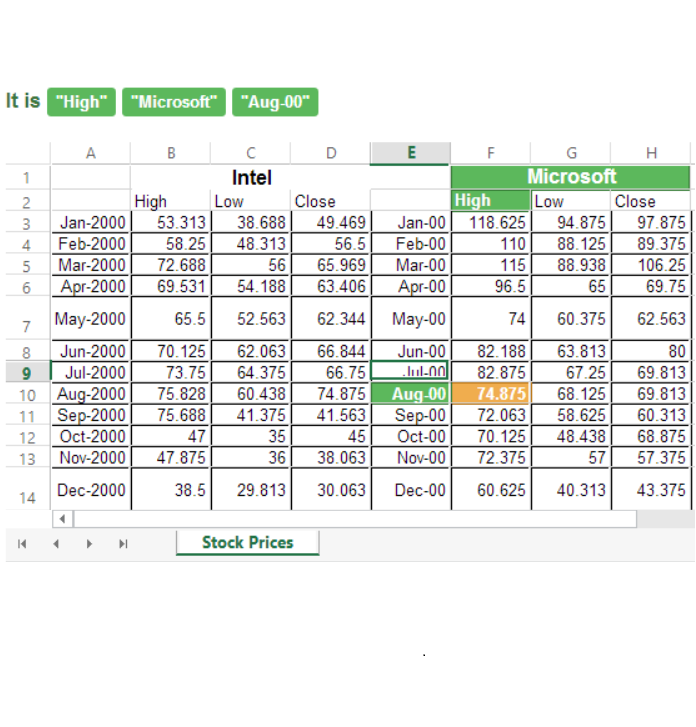 It is "High" "Microsoft" "Aug-00"
A B C D E F G H
1 Intel Microsoft
2 High Low Close High Low Close
3 Jan-2000 53.313 38.688 49.469 Jan-00 118.625 94.875 97.875
4 Feb-2000 58.25 48.313 56.5 Feb-00 110 88.125 89.375
5 Mar-2000 72.688 56 65.969 Mar-00 115 88.938 106.25
6 Apr-2000 69.531 54.188 63.406 Apr-00 96.5 65 69.75
7 May-2000 65.5 52.563 62.344 May-00 74 60.375 62.563
8 Jun-2000 70.125 62.063 66.844 Jun-00 82.188 63.813 80
9 Jul-2000 73.75 64.375 66.75 Jul-00 82.875 67.25 69.813
10 Aug-2000 75.828 60.438 74.875 Aug-00 74.875 68.125 69.813
11 Sep-2000 75.688 41.375 41.563 Sep-00 72.063 58.625 60.313
12 Oct-2000 47 35 45 Oct-00 70.125 48.438 68.875
13 Nov-2000 47.875 36 38.063 Nov-00 72.375 57 57.375
14 Dec-2000 38.5 29.813 30.063 Dec-00 60.625 40.313 43.375
Stock Prices